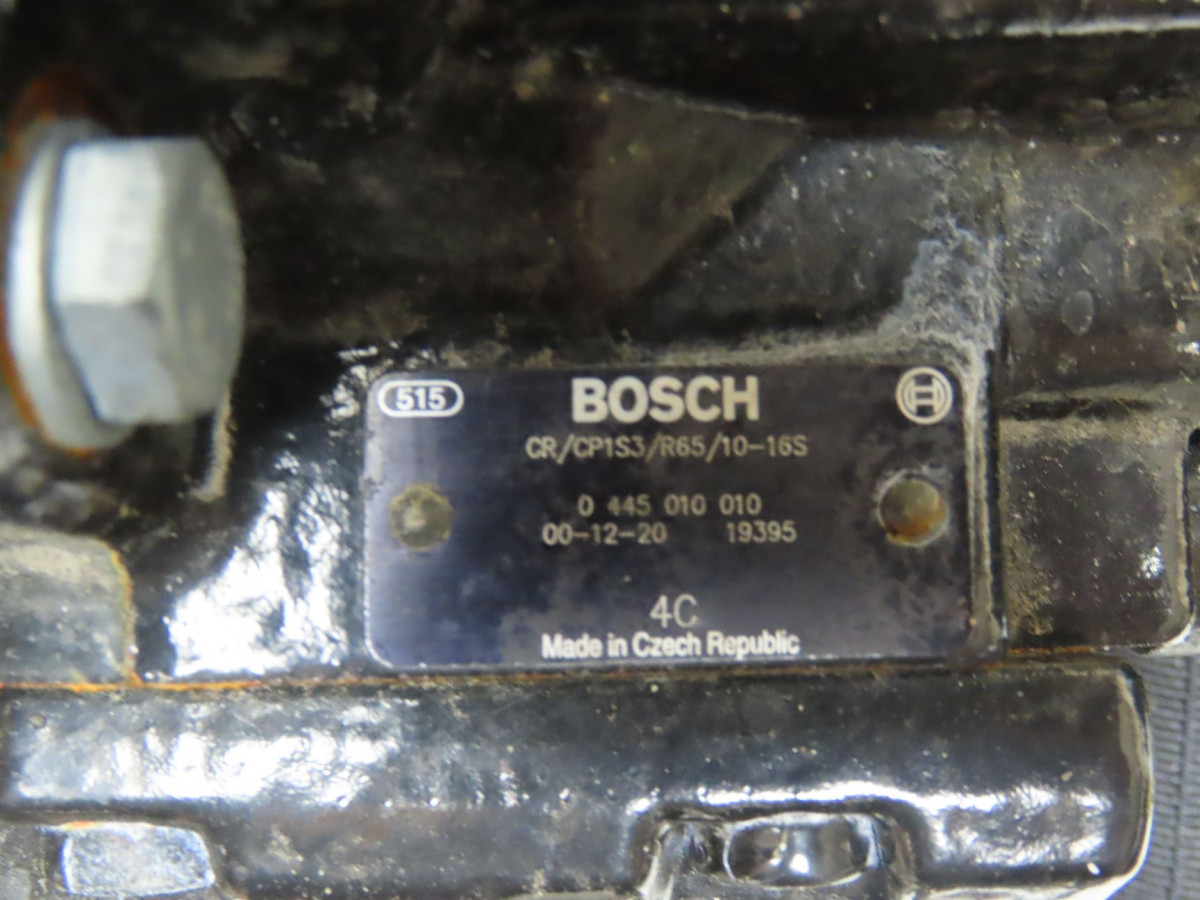 515 BOSCH
CR/CP1S3/R65/10-16S
0 445 010 010
00-12-20 19395
4C
Made in Czech Republic